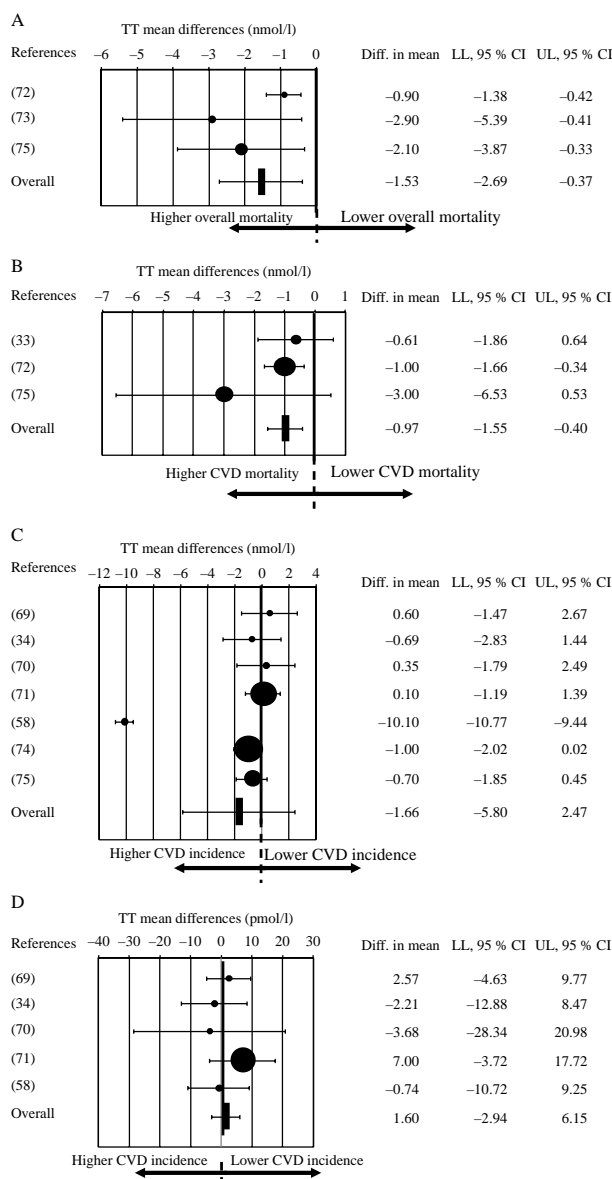 A
TT mean differences (nmol/l)
References –6 –5 –4 –3 –2 –1 0 Diff. in mean LL, 95 % CI UL, 95 % CI
(72) –0.90 –1.38 –0.42
(73) –2.90 –5.39 –0.41
(75) –2.10 –3.87 –0.33
Overall –1.53 –2.69 –0.37
Higher overall mortality Lower overall mortality
B
TT mean differences (nmol/l)
References –7 –6 –5 –4 –3 –2 –1 0 1 Diff. in mean LL, 95 % CI UL, 95 % CI
(33) –0.61 –1.86 0.64
(72) –1.00 –1.66 –0.34
(75) –3.00 –6.53 0.53
Overall –0.97 –1.55 –0.40
Higher CVD mortality Lower CVD mortality
C
TT mean differences (nmol/l)
References –12 –10 –8 –6 –4 –2 0 2 4 Diff. in mean LL, 95 % CI UL, 95 % CI
(69) 0.60 –1.47 2.67
(34) –0.69 –2.83 1.44
(70) 0.35 –1.79 2.49
(71) 0.10 –1.19 1.39
(58) –10.10 –10.77 –9.44
(74) –1.00 –2.02 0.02
(75) –0.70 –1.85 0.45
Overall –1.66 –5.80 2.47
Higher CVD incidence Lower CVD incidence
D
TT mean differences (pmol/l)
References –40 –30 –20 –10 0 10 20 30 Diff. in mean LL, 95 % CI UL, 95 % CI
(69) 2.57 –4.63 9.77
(34) –2.21 –12.88 8.47
(70) –3.68 –28.34 20.98
(71) 7.00 –3.72 17.72
(58) –0.74 –10.72 9.25
Overall 1.60 –2.94 6.15
Higher CVD incidence Lower CVD incidence